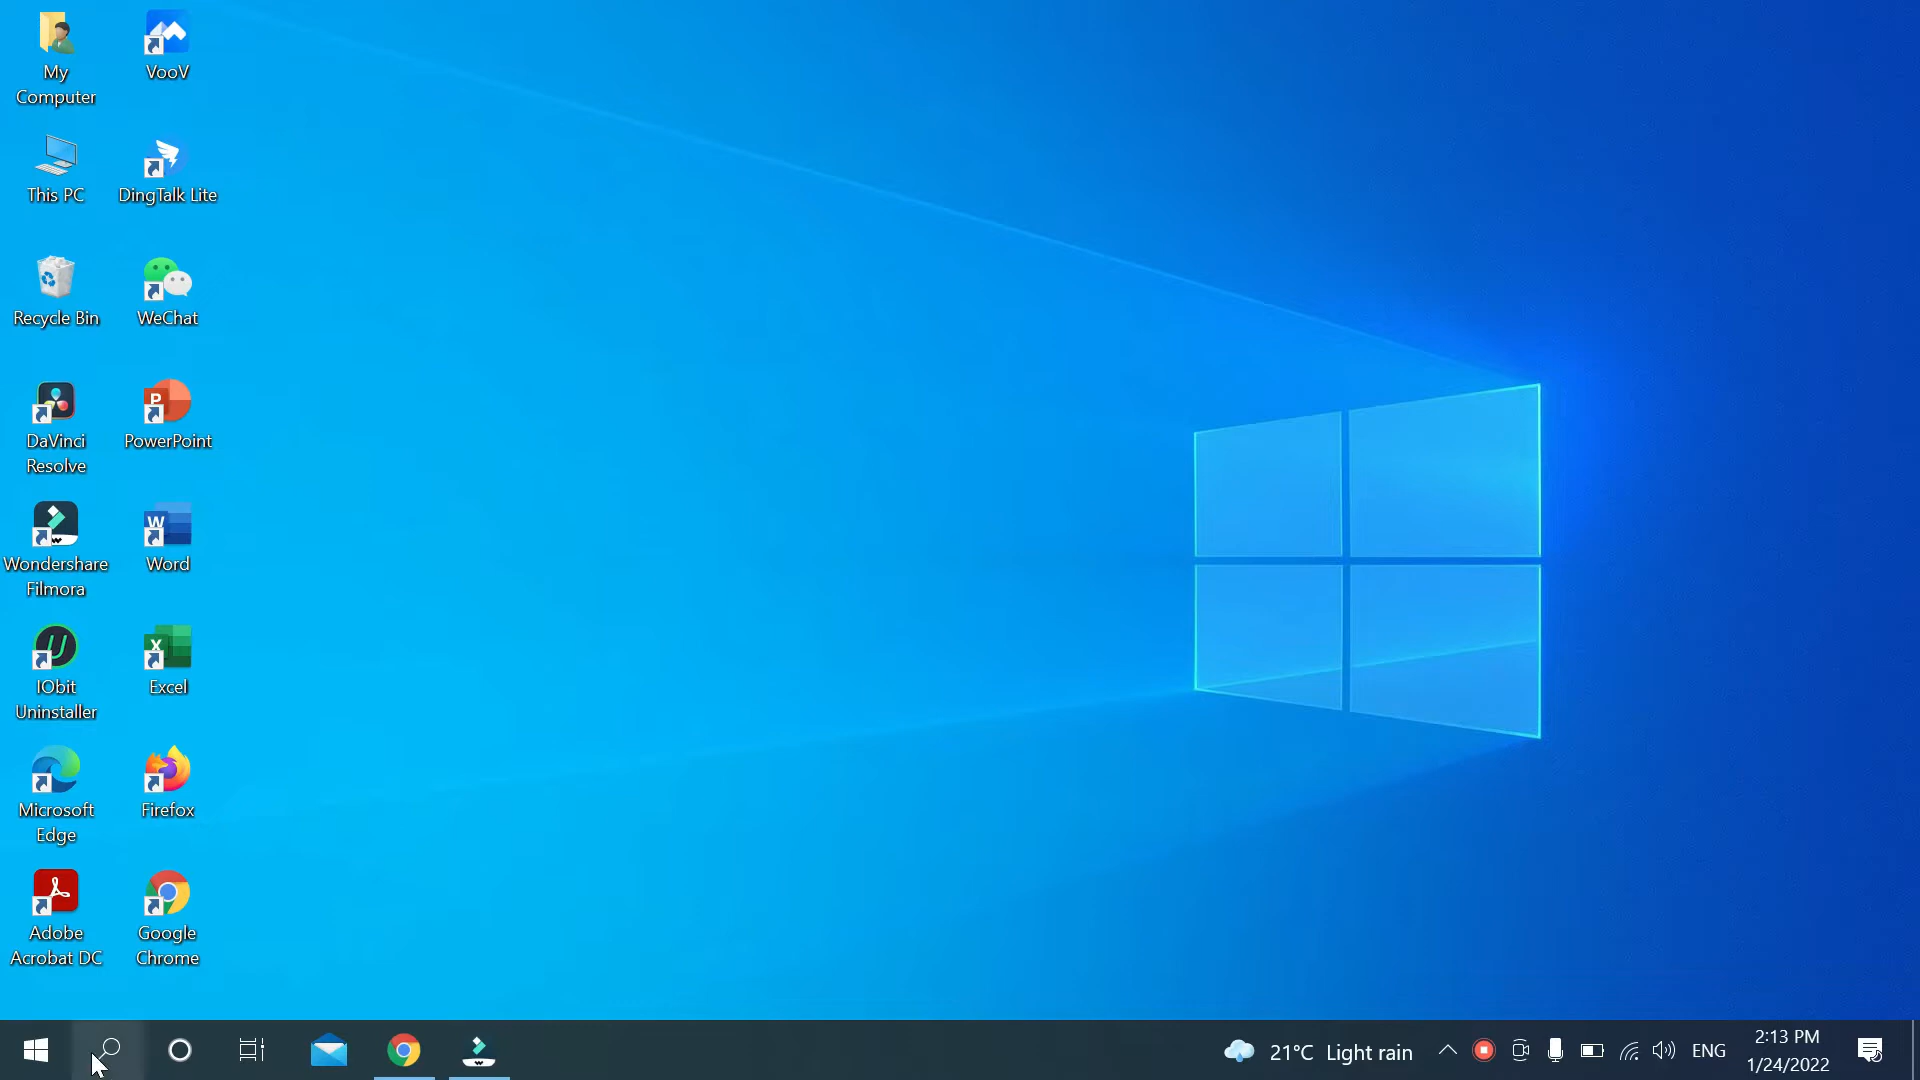 My
Computer
VooV
This PC
DingTalk Lite
Recycle Bin
WeChat
DaVinci
Resolve
PowerPoint
Wondershare
Filmora
Word
IObit
Uninstaller
Excel
Microsoft
Edge
Firefox
Adobe
Acrobat DC
Google
Chrome
21°C Light rain
ENG
2:13 PM
1/24/2022